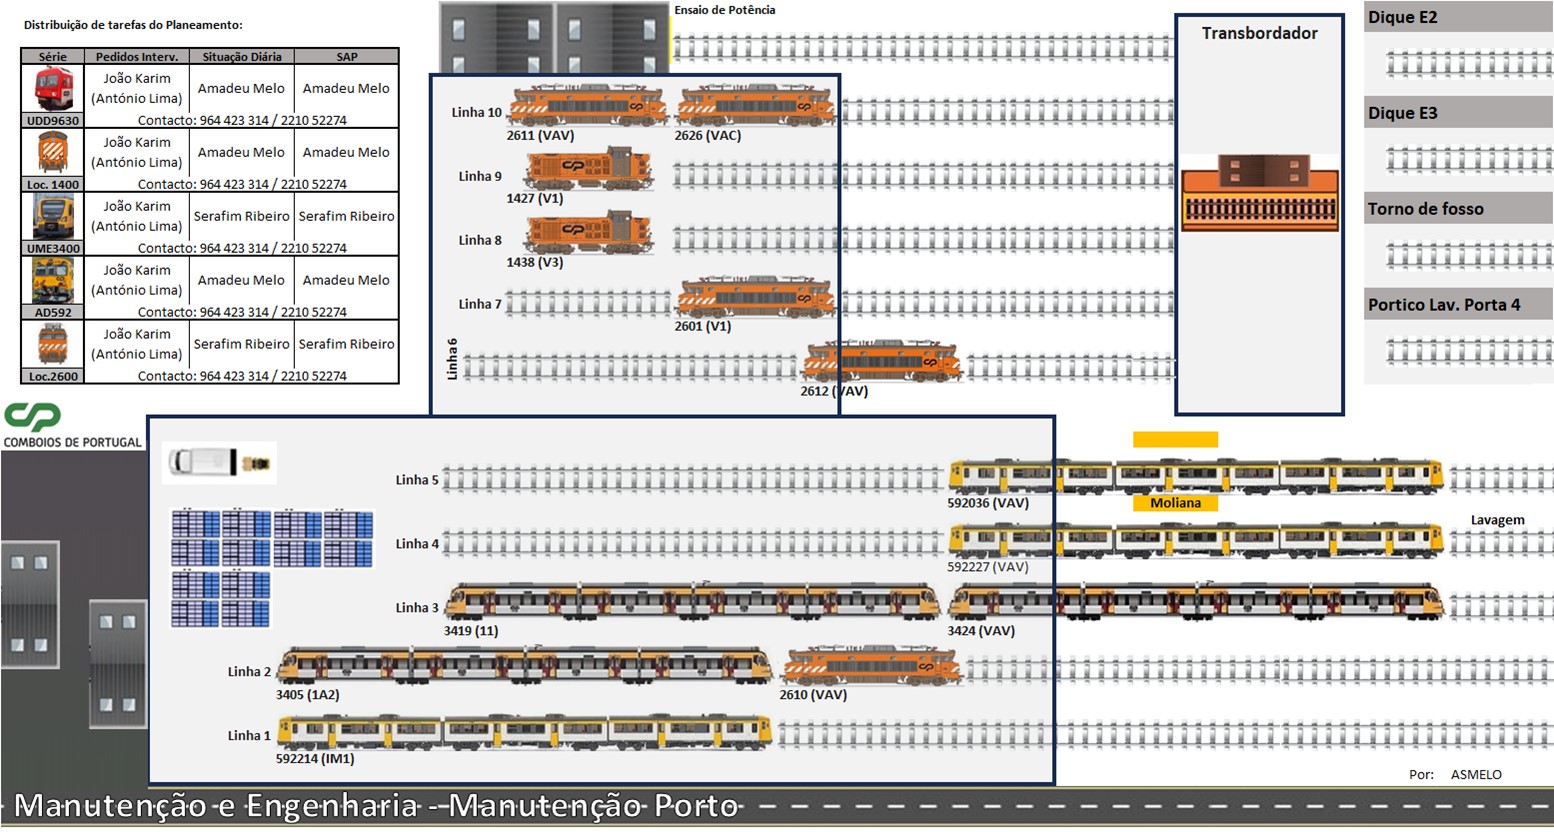 Distribuição de tarefas do Planeamento:
Série Pedidos Interv. Situação Diária SAP
João Karim
(António Lima) Amadeu Melo Amadeu Melo
UDD9630 Contacto: 964 423 314 / 2210 52274
João Karim
(António Lima) Amadeu Melo Amadeu Melo
Loc. 1400 Contacto: 964 423 314 / 2210 52274
João Karim
(António Lima) Serafim Ribeiro Serafim Ribeiro
UME3400 Contacto: 964 423 314 / 2210 52274
João Karim
(António Lima) Amadeu Melo Amadeu Melo
AD592 Contacto: 964 423 314 / 2210 52274
João Karim
(António Lima) Serafim Ribeiro Serafim Ribeiro
Loc.2600 Contacto: 964 423 314 / 2210 52274
CP
COMBOIOS DE PORTUGAL
Ensaio de Potência
Linha 10
2611 (VAV) 2626 (VAC)
Linha 9
1427 (V1)
Linha 8
1438 (V3)
Linha 7
2601 (V1)
Linha 6
2612 (VAV)
Transbordador
Dique E2
Dique E3
Torno de fosso
Portico Lav. Porta 4
Linha 5
592036 (VAV)
Moliana
Lavagem
Linha 4
592227 (VAV)
Linha 3
3419 (11) 3424 (VAV)
Linha 2
3405 (1A2) 2610 (VAV)
Linha 1
592214 (IM1)
Por: ASMELO
Manutenção e Engenharia - Manutenção Porto